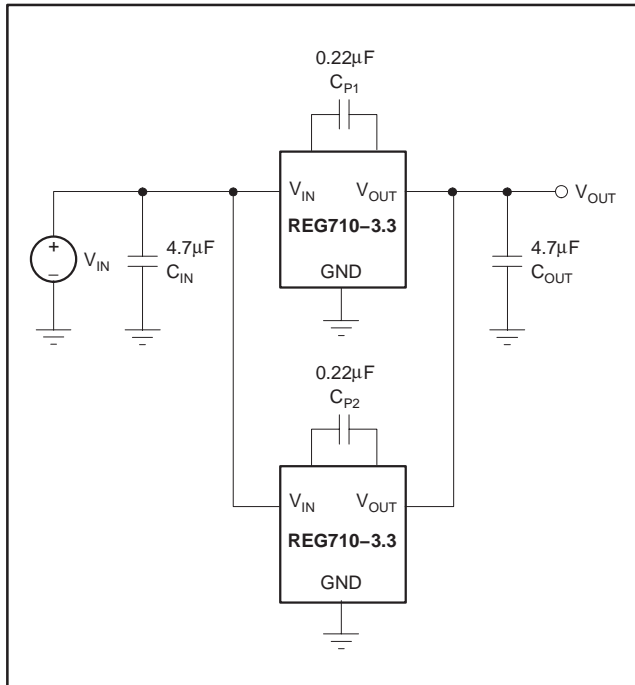 0.22µF
C_P1
V_IN V_OUT
REG710−3.3
GND
V_OUT
+
−
V_IN
4.7µF
C_IN
4.7µF
C_OUT
0.22µF
C_P2
V_IN V_OUT
REG710−3.3
GND